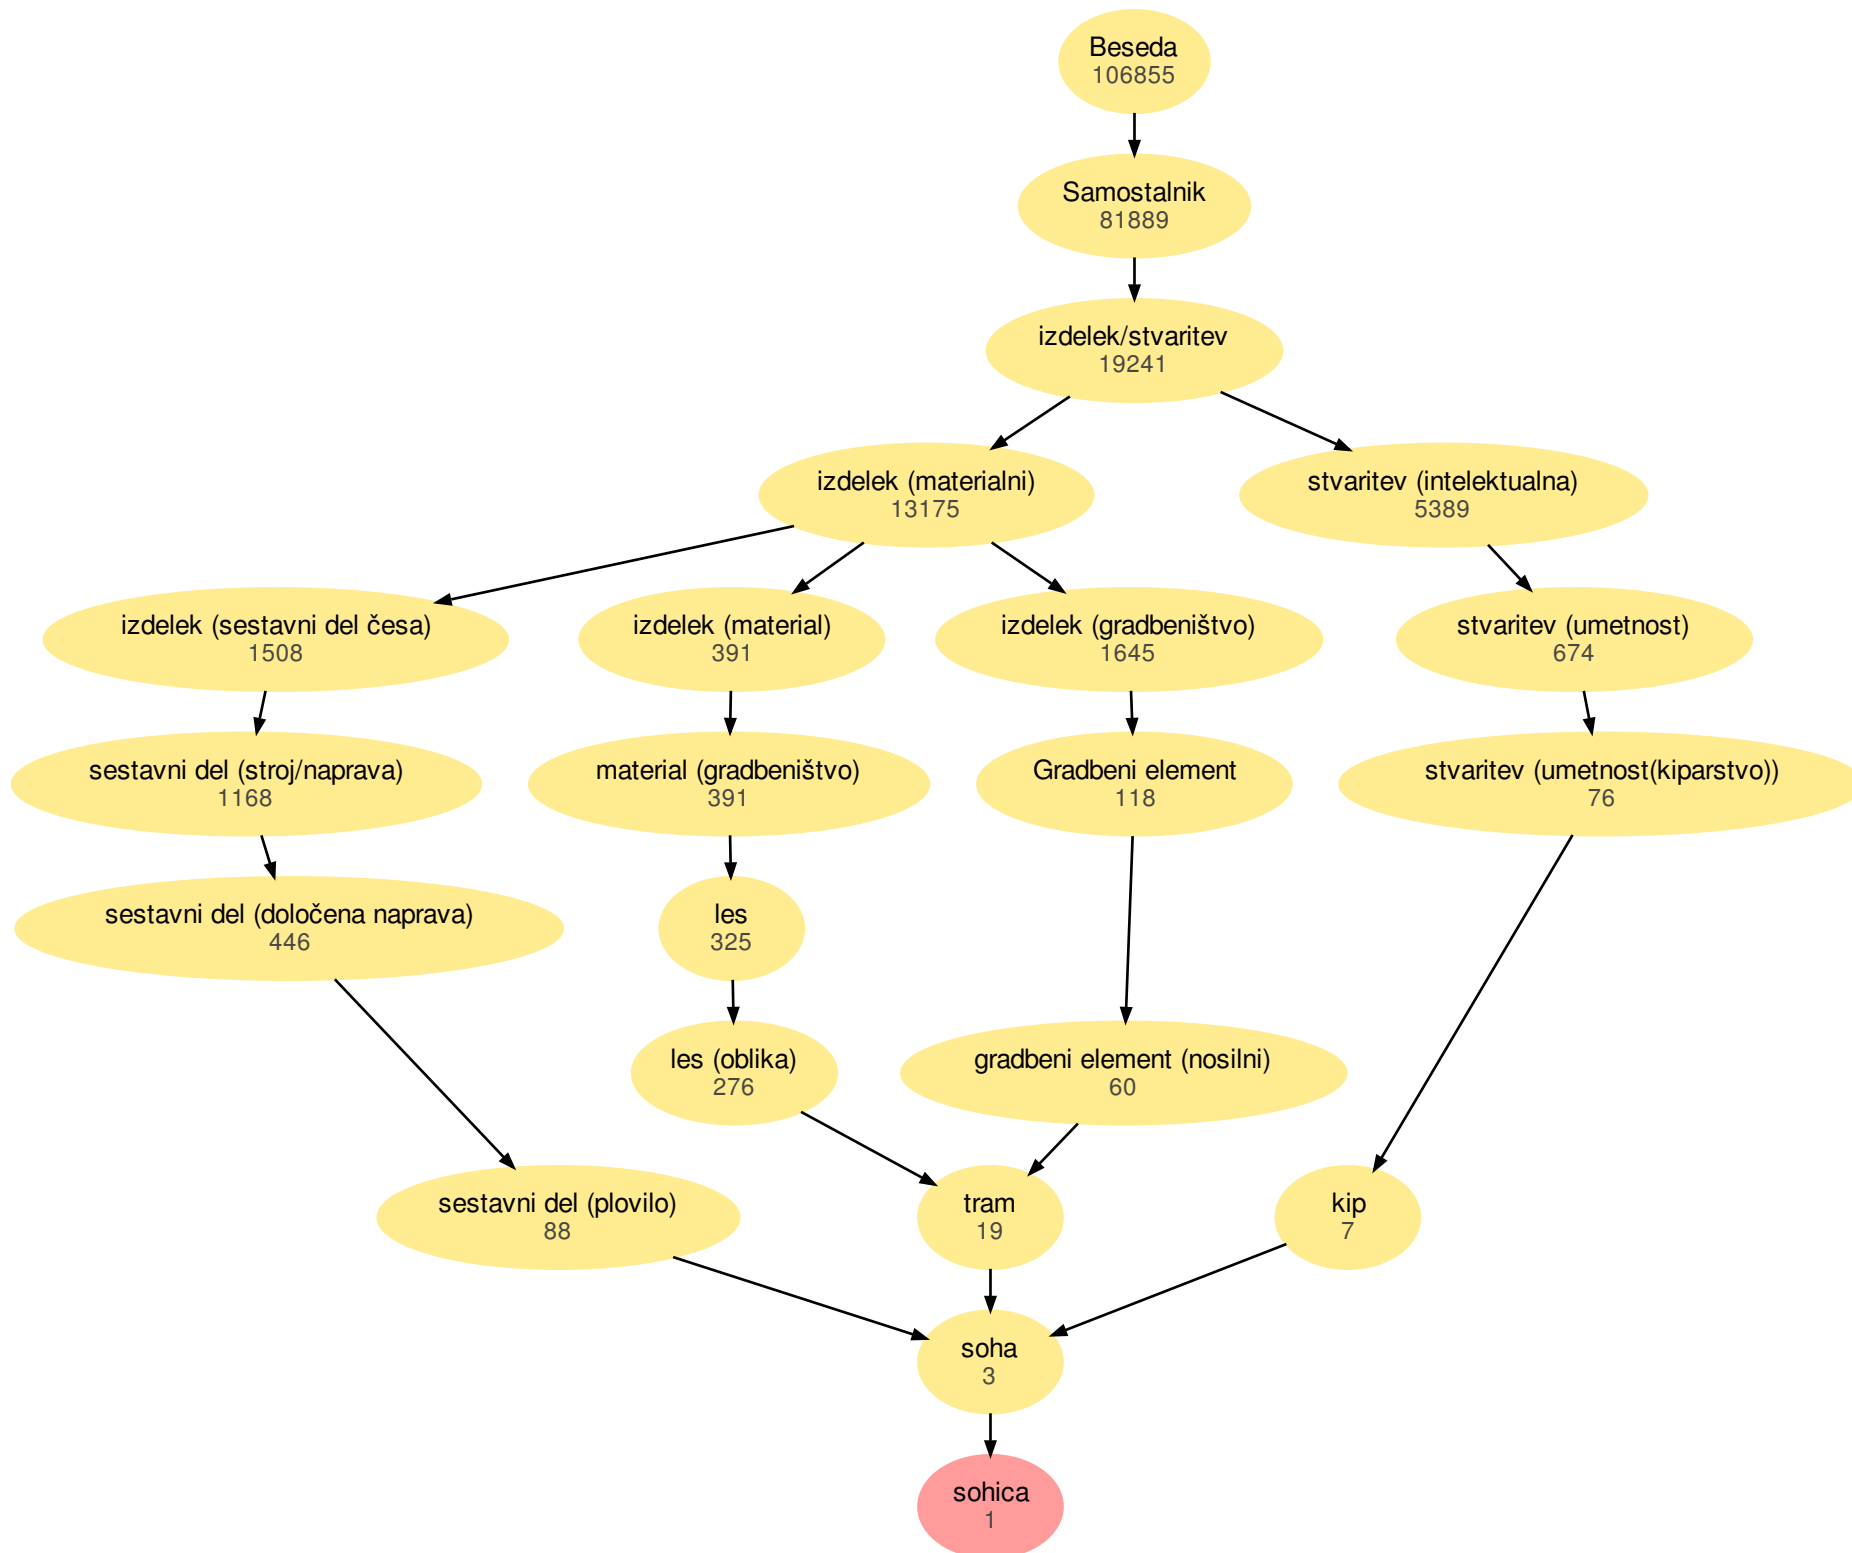 Beseda
106855
Samostalnik
81889
izdelek/stvaritev
19241
izdelek (materialni)
13175
stvaritev (intelektualna)
5389
izdelek (sestavni del česa)
1508
izdelek (material)
391
izdelek (gradbeništvo)
1645
stvaritev (umetnost)
674
sestavni del (stroj/naprava)
1168
material (gradbeništvo)
391
Gradbeni element
118
stvaritev (umetnost(kiparstvo))
76
sestavni del (določena naprava)
446
les
325
les (oblika)
276
gradbeni element (nosilni)
60
sestavni del (plovilo)
88
tram
19
kip
7
soha
3
sohica
1